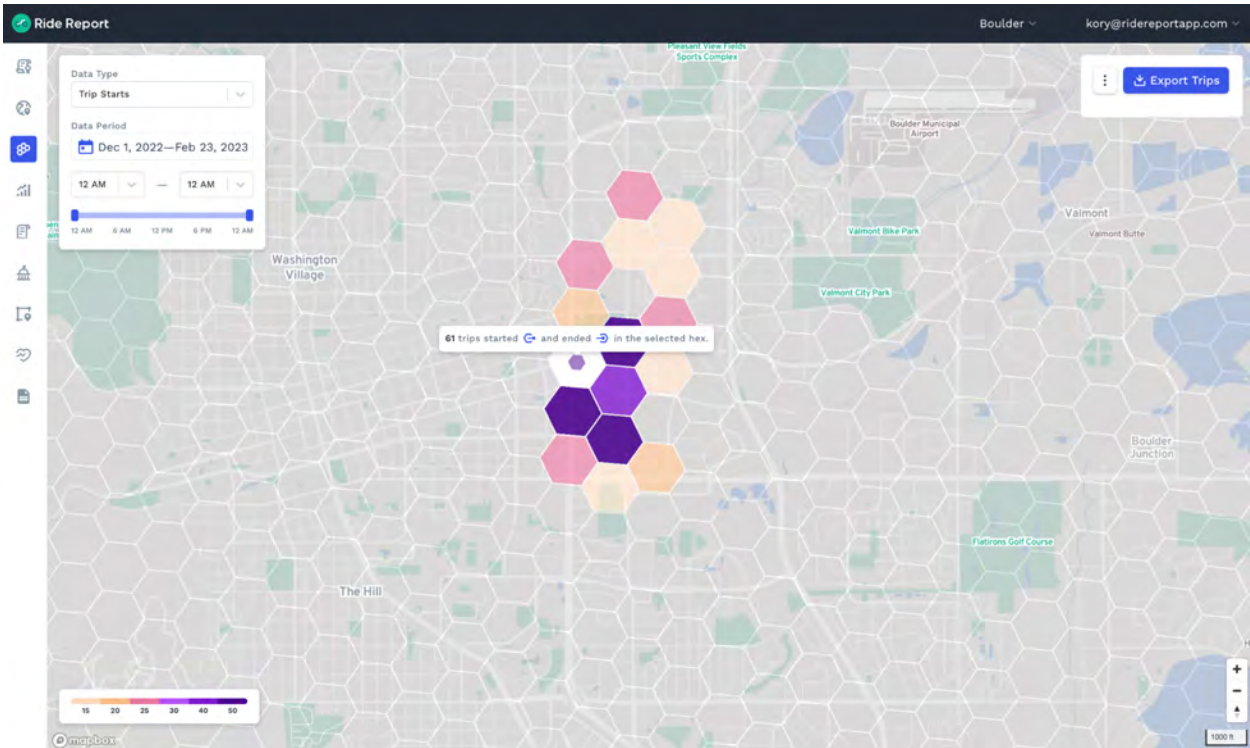 Ride Report
Boulder
kory@ridereportapp.com
Pleasant View Fields
Sports Complex
Data Type
Trip Starts
Export Trips
Data Period
Dec 1, 2022—Feb 23, 2023
Boulder Municipal
Airport
12 AM — 12 AM
12 AM 6 AM 12 PM 6 PM 12 AM
Valmont
Valmont Bike Park
Valmont Butte
Washington
Village
Valmont City Park
61 trips started and ended in the selected hex.
Boulder
Junction
Flatirons Golf Course
The Hill
15 20 25 30 40 50
mapbox
1000 ft